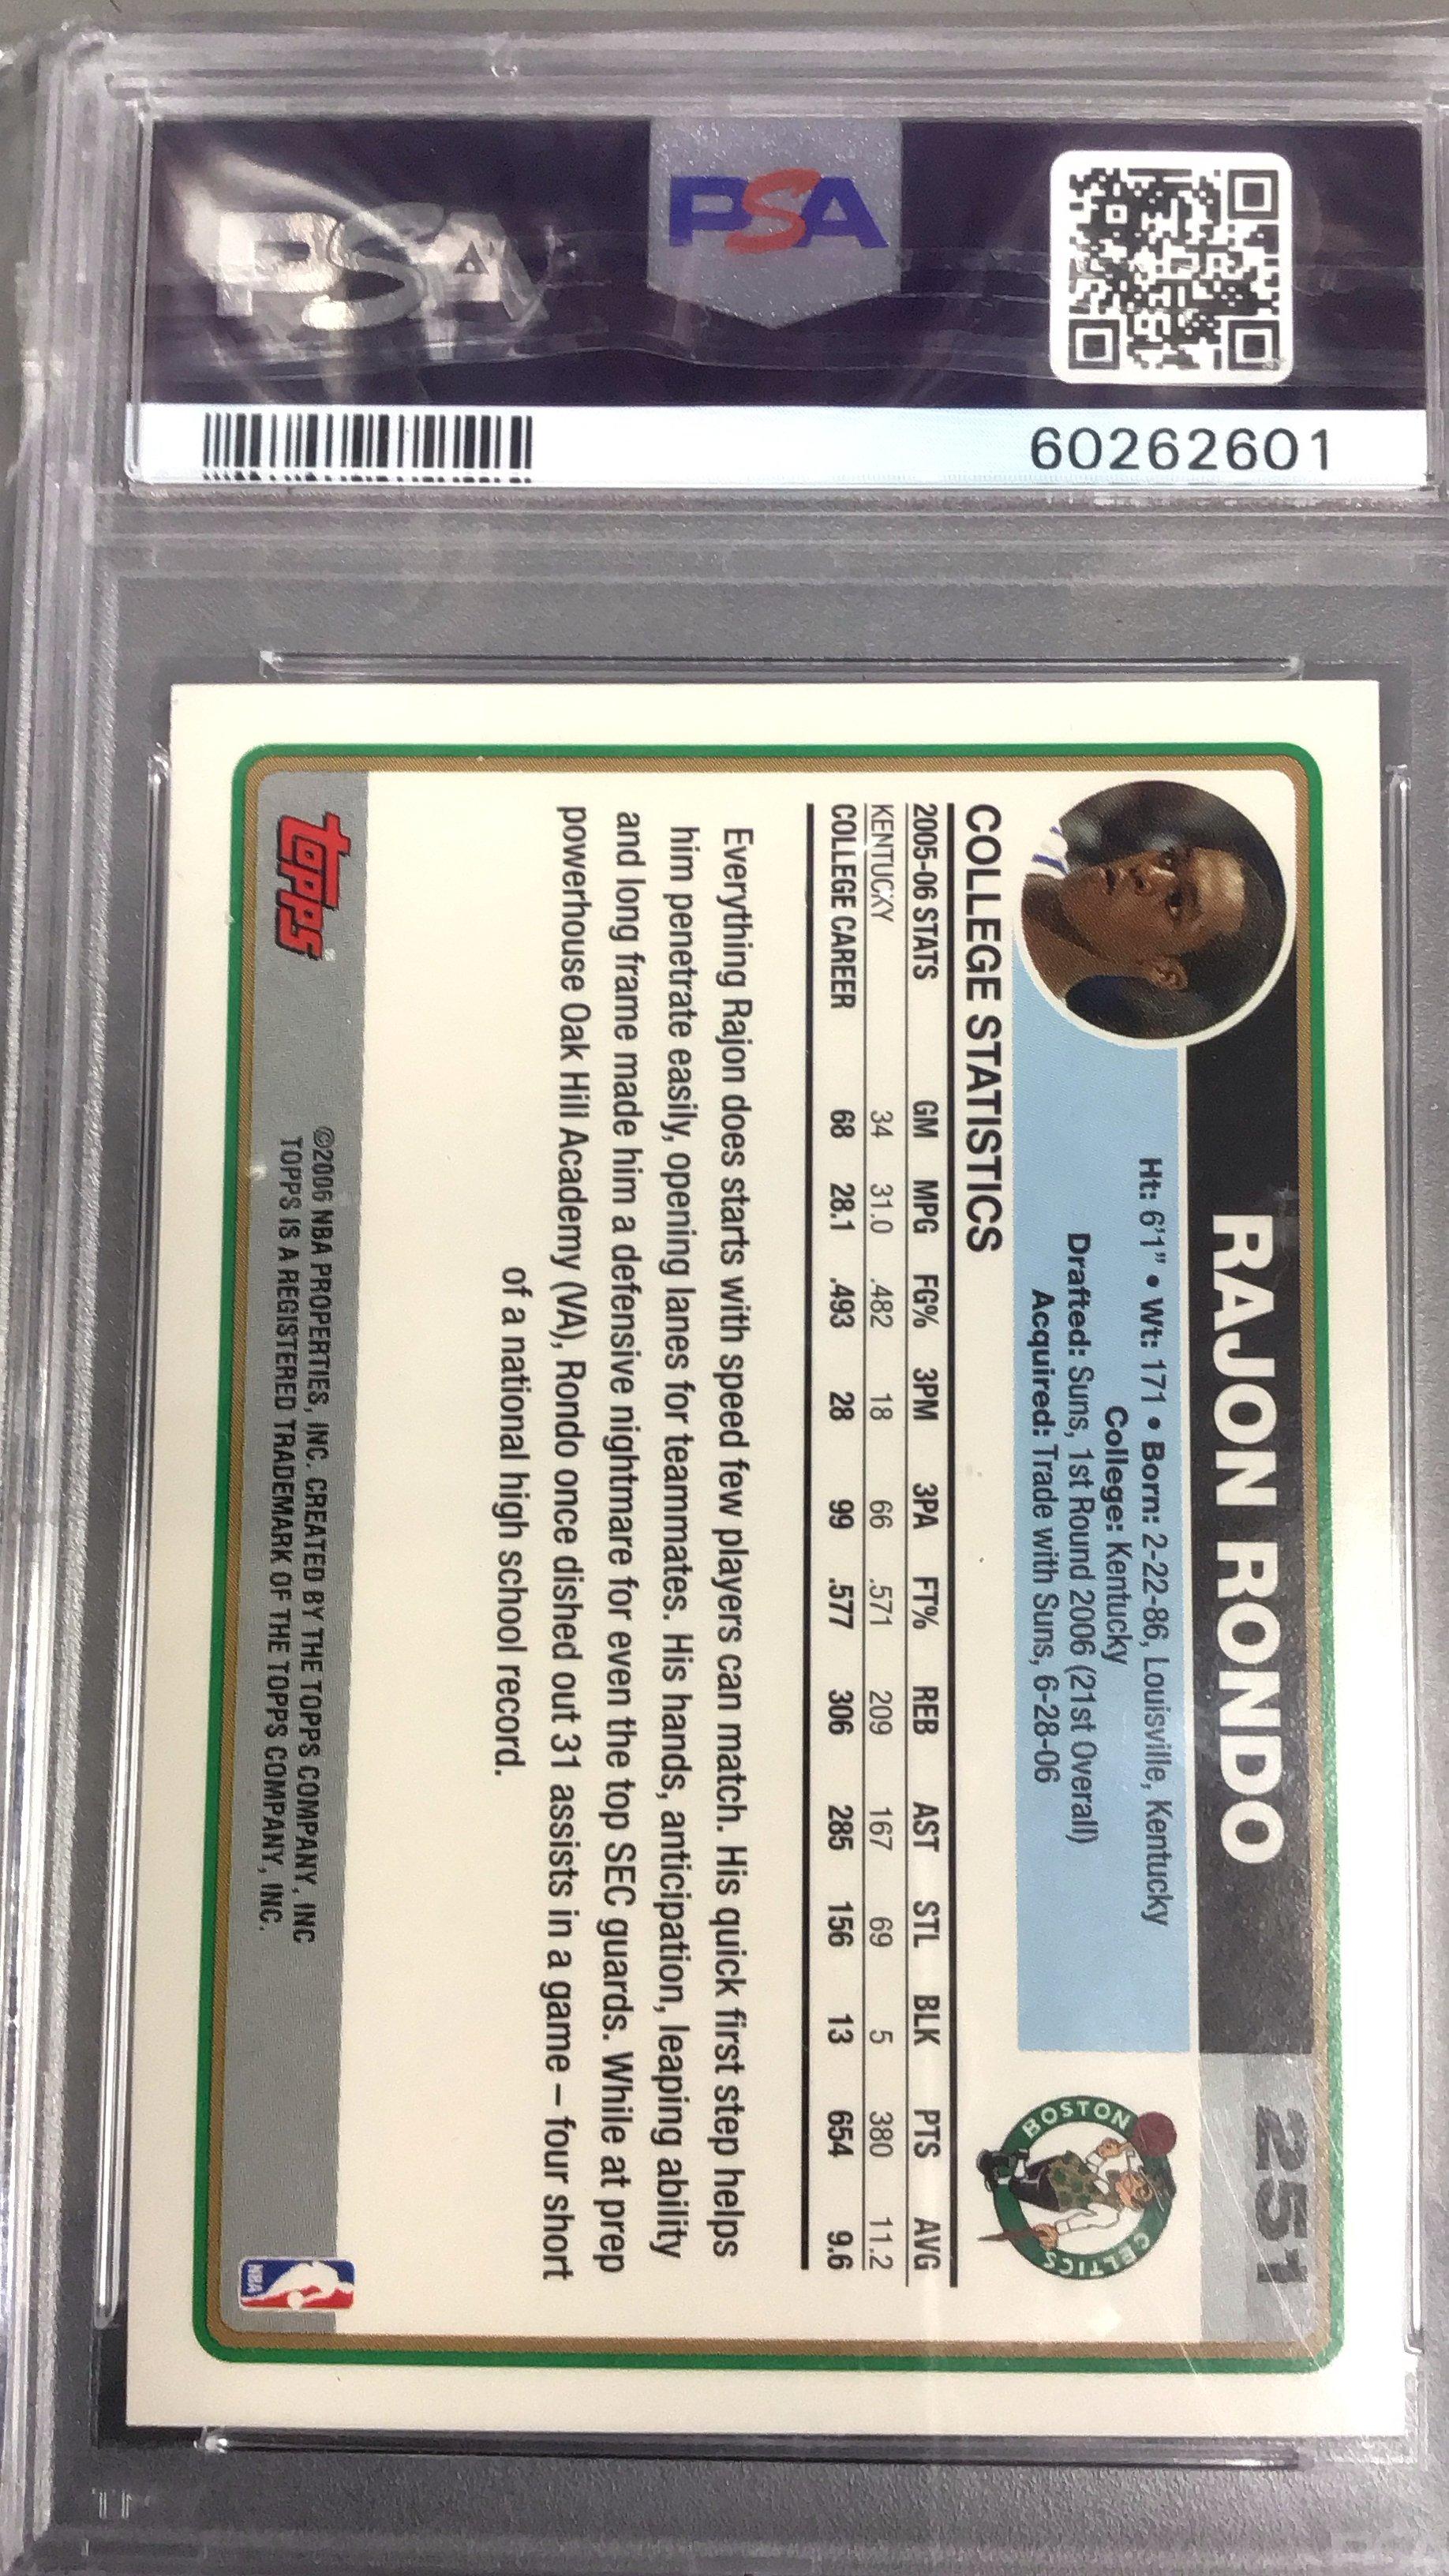 PSA
PSA
60262601
RAJON RONDO
251
Ht: 6'1" • Wt: 171 • Born: 2-22-86, Louisville, Kentucky
College: Kentucky
Drafted: Suns, 1st Round 2006 (21st Overall)
Acquired: Trade with Suns, 6-28-06
BOSTON
CELTICS
COLLEGE STATISTICS
2005-06 STATS GM MPG FG% 3PM 3PA FT% REB AST STL BLK PTS AVG
KENTUCKY 34 31.0 .482 18 66 .571 209 167 69 5 380 11.2
COLLEGE CAREER 68 28.1 .493 28 99 .577 306 285 156 13 654 9.6
Everything Rajon does starts with speed few players can match. His quick first step helps
him penetrate easily, opening lanes for teammates. His hands, anticipation, leaping ability
and long frame made him a defensive nightmare for even the top SEC guards. While at prep
powerhouse Oak Hill Academy (VA), Rondo once dished out 31 assists in a game – four short
of a national high school record.
topps
©2006 NBA PROPERTIES, INC. CREATED BY THE TOPPS COMPANY, INC
TOPPS IS A REGISTERED TRADEMARK OF THE TOPPS COMPANY, INC.
NBA